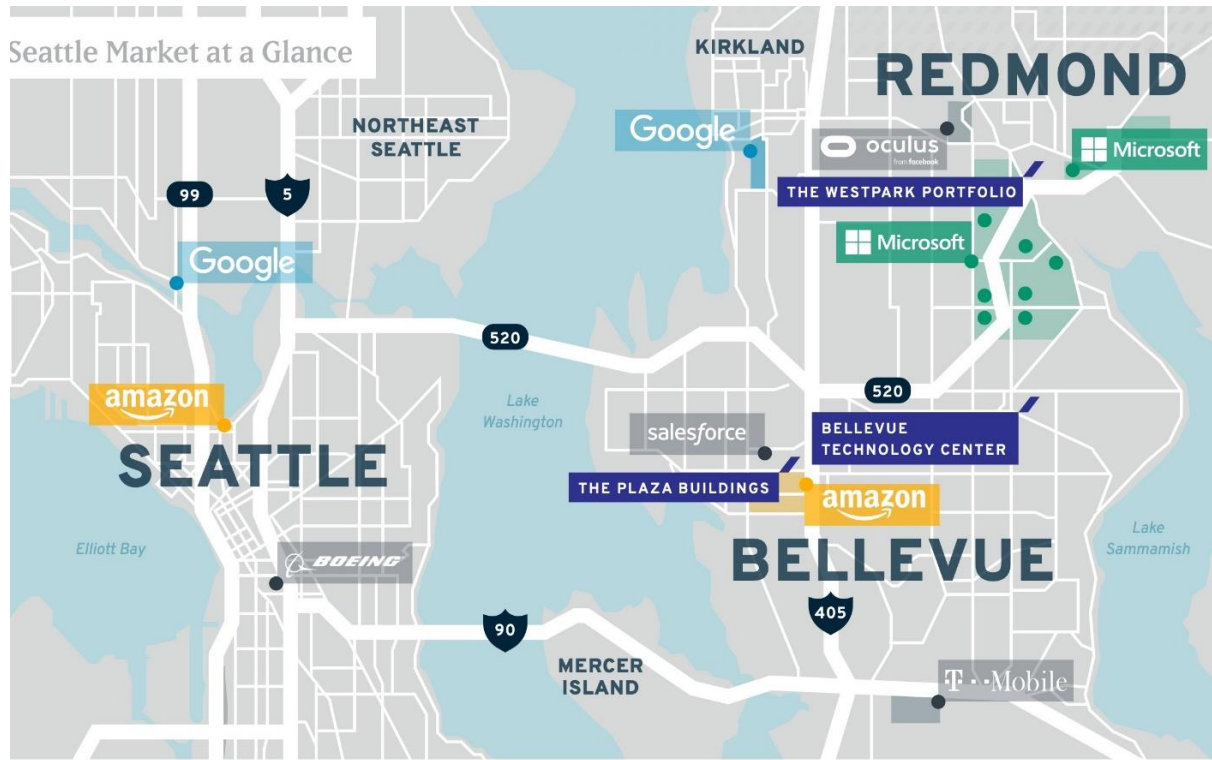 Seattle Market at a Glance
KIRKLAND
REDMOND
NORTHEAST
SEATTLE
Google
oculus
from facebook
Microsoft
THE WESTPARK PORTFOLIO
99
5
Google
Microsoft
520
520
amazon
Lake
Washington
salesforce
BELLEVUE
TECHNOLOGY CENTER
SEATTLE
THE PLAZA BUILDINGS
amazon
Elliott Bay
BOEING
BELLEVUE
Lake
Sammamish
405
90
MERCER
ISLAND
T··Mobile